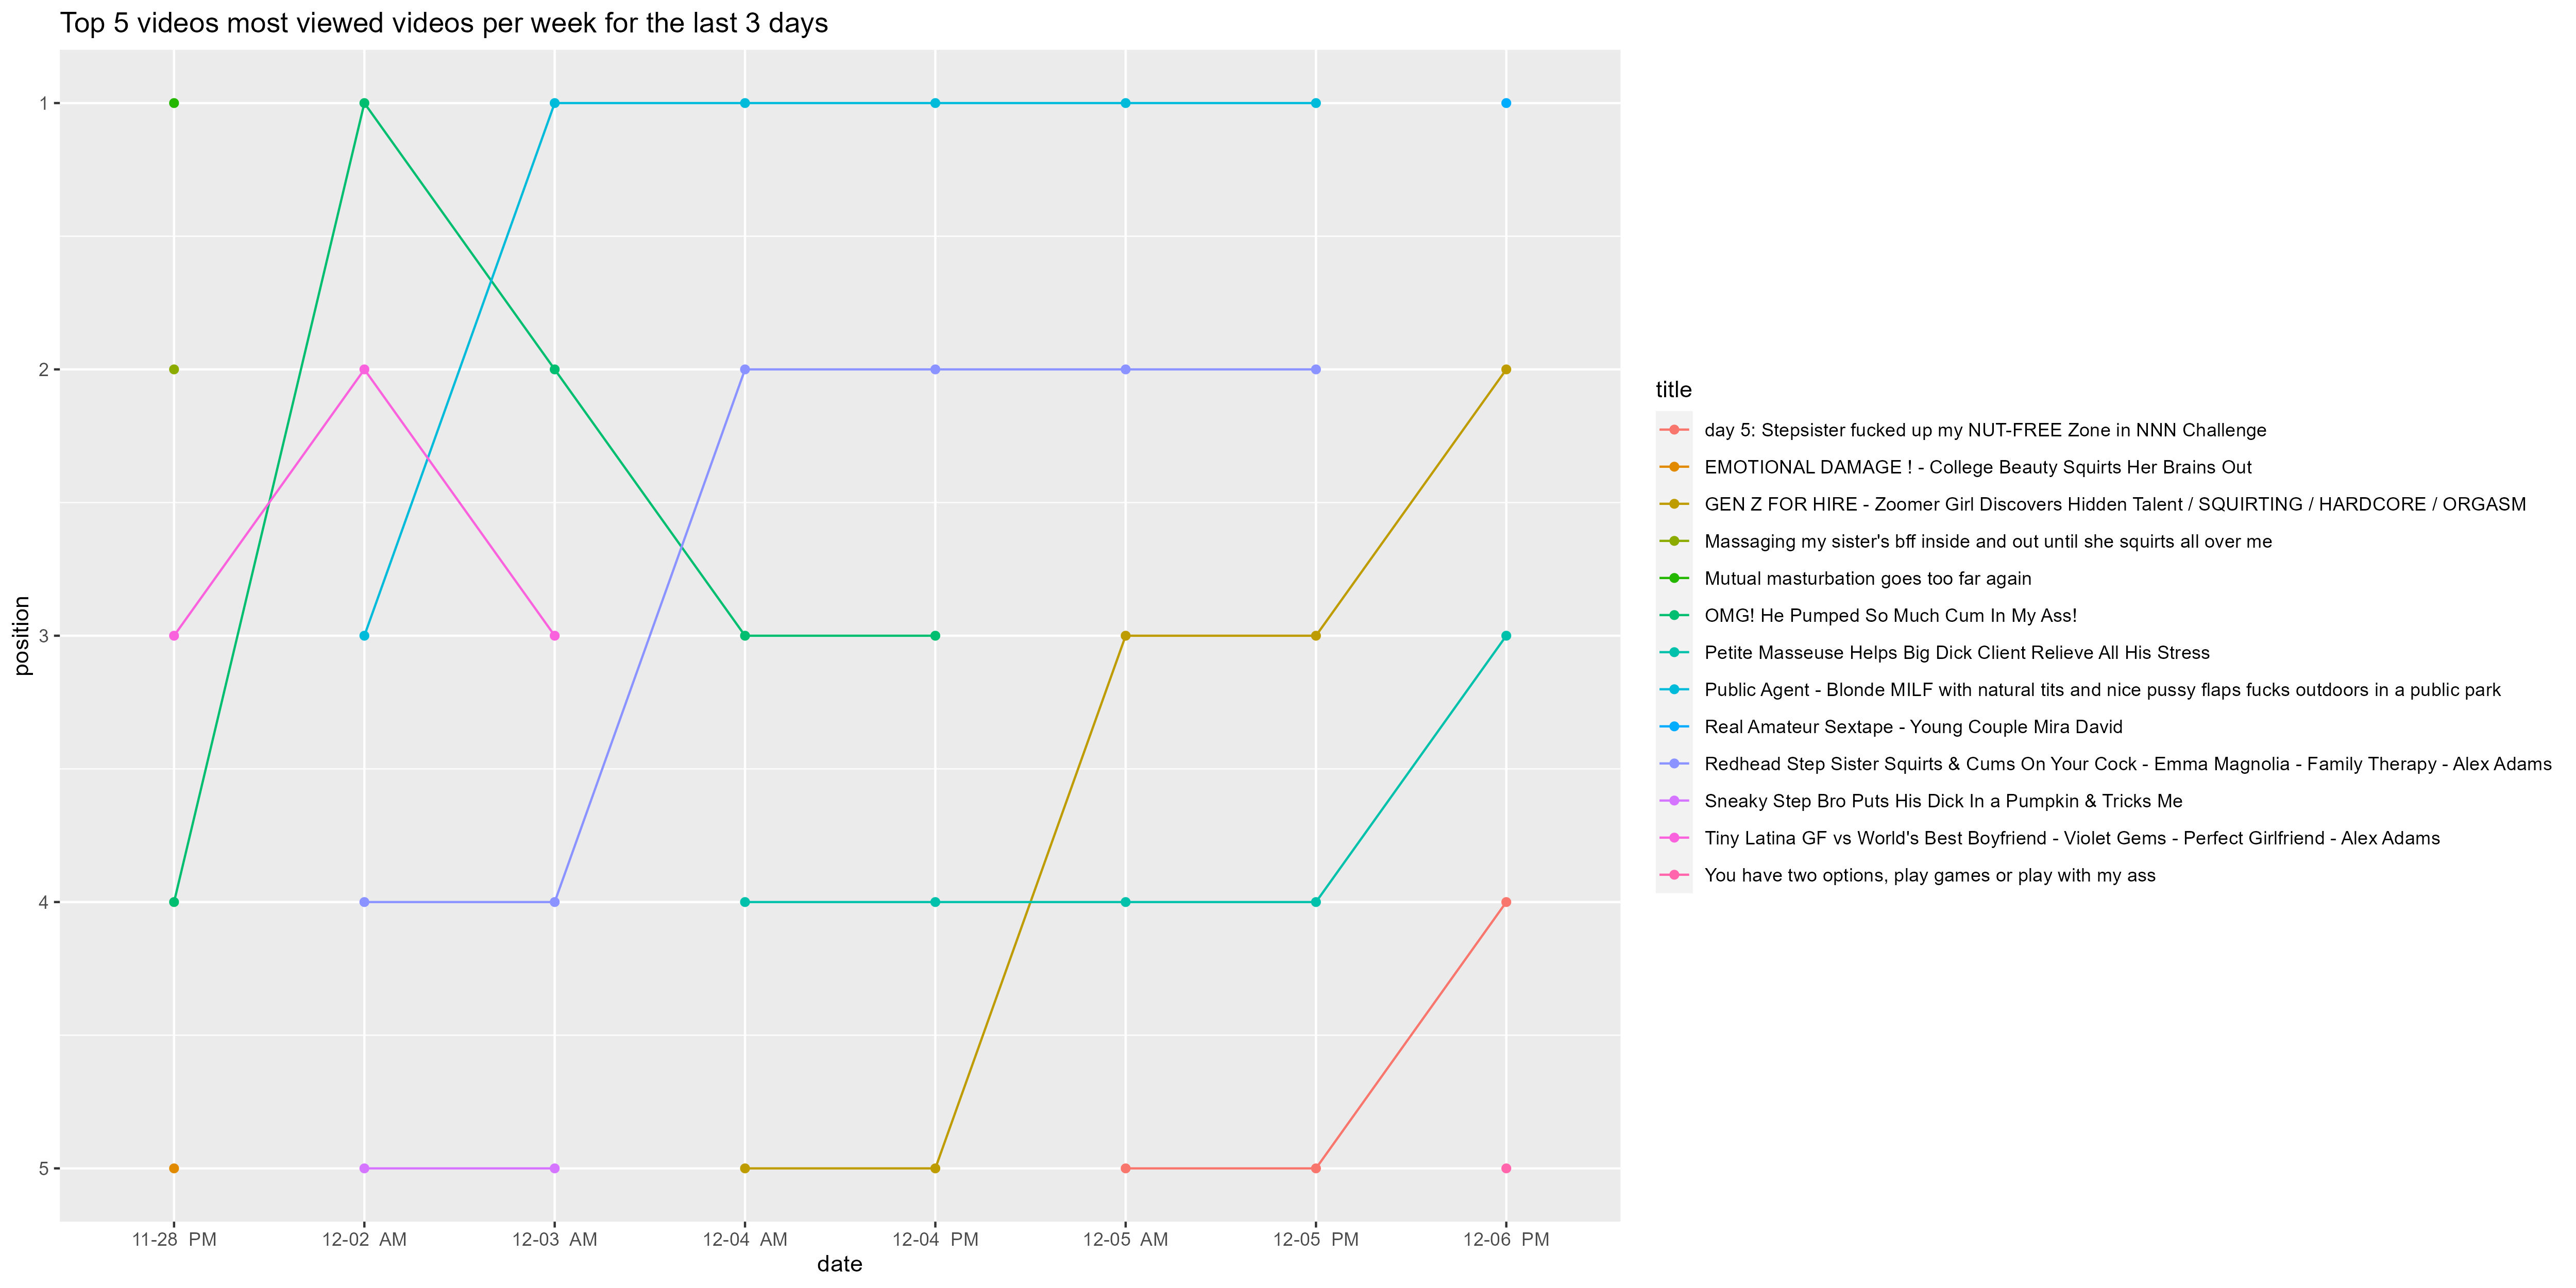 Top 5 videos most viewed videos per week for the last 3 days
1
2
3
4
5
position
11-28 PM
12-02 AM
12-03 AM
12-04 AM
12-04 PM
12-05 AM
12-05 PM
12-06 PM
date
title
day 5: Stepsister fucked up my NUT-FREE Zone in NNN Challenge
EMOTIONAL DAMAGE ! - College Beauty Squirts Her Brains Out
GEN Z FOR HIRE - Zoomer Girl Discovers Hidden Talent / SQUIRTING / HARDCORE / ORGASM
Massaging my sister's bff inside and out until she squirts all over me
Mutual masturbation goes too far again
OMG! He Pumped So Much Cum In My Ass!
Petite Masseuse Helps Big Dick Client Relieve All His Stress
Public Agent - Blonde MILF with natural tits and nice pussy flaps fucks outdoors in a public park
Real Amateur Sextape - Young Couple Mira David
Redhead Step Sister Squirts & Cums On Your Cock - Emma Magnolia - Family Therapy - Alex Adams
Sneaky Step Bro Puts His Dick In a Pumpkin & Tricks Me
Tiny Latina GF vs World's Best Boyfriend - Violet Gems - Perfect Girlfriend - Alex Adams
You have two options, play games or play with my ass